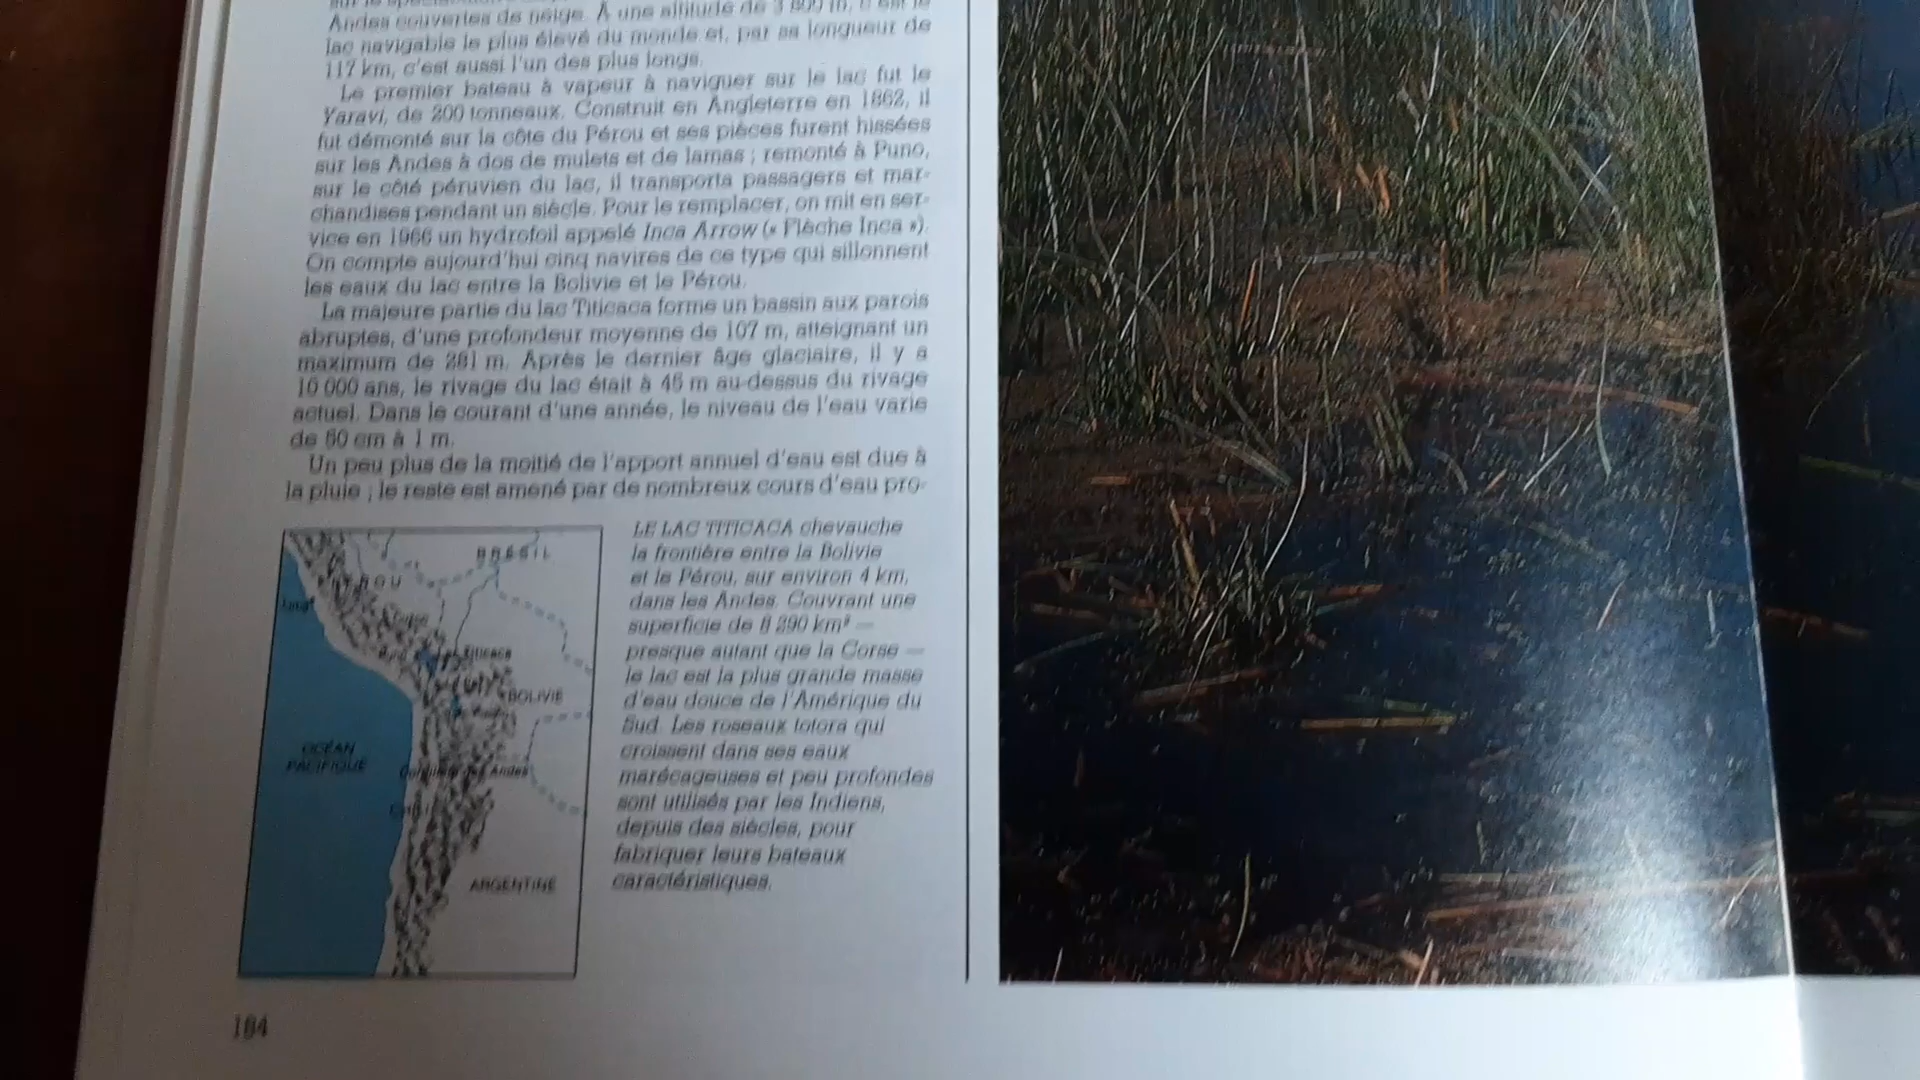 Andes couvertes de neige. À une altitude de 3 800 m, c'est le
lac navigable le plus élevé du monde et, par sa longueur de
117 km, c'est aussi l'un des plus longs.
Le premier bateau à vapeur à naviguer sur le lac fut le
Yaravi, de 200 tonneaux. Construit en Angleterre en 1862, il
fut démonté sur la côte du Pérou et ses pièces furent hissées
sur les Andes à dos de mulets et de lamas ; remonté à Puno,
sur le côté péruvien du lac, il transporta passagers et mar-
chandises pendant un siècle. Pour le remplacer, on mit en ser-
vice en 1966 un hydrofoil appelé Inca Arrow (« Flèche Inca »).
On compte aujourd'hui cinq navires de ce type qui sillonnent
les eaux du lac entre la Bolivie et le Pérou.
La majeure partie du lac Titicaca forme un bassin aux parois
abruptes, d'une profondeur moyenne de 107 m, atteignant un
maximum de 281 m. Après le dernier âge glaciaire, il y a
10 000 ans, le rivage du lac était à 45 m au-dessus du rivage
actuel. Dans le courant d'une année, le niveau de l'eau varie
de 60 cm à 1 m.
Un peu plus de la moitié de l'apport annuel d'eau est due à
la pluie ; le reste est amené par de nombreux cours d'eau pro-
BRÉSIL
PÉROU
Titicaca
BOLIVIE
OCÉAN
PACIFIQUE
Cordillère des Andes
ARGENTINE
LE LAC TITICACA chevauche
la frontière entre la Bolivie
et le Pérou, sur environ 4 km,
dans les Andes. Couvrant une
superficie de 8 290 km² —
presque autant que la Corse —
le lac est la plus grande masse
d'eau douce de l'Amérique du
Sud. Les roseaux totora qui
croissent dans ses eaux
marécageuses et peu profondes
sont utilisés par les Indiens,
depuis des siècles, pour
fabriquer leurs bateaux
caractéristiques.
184